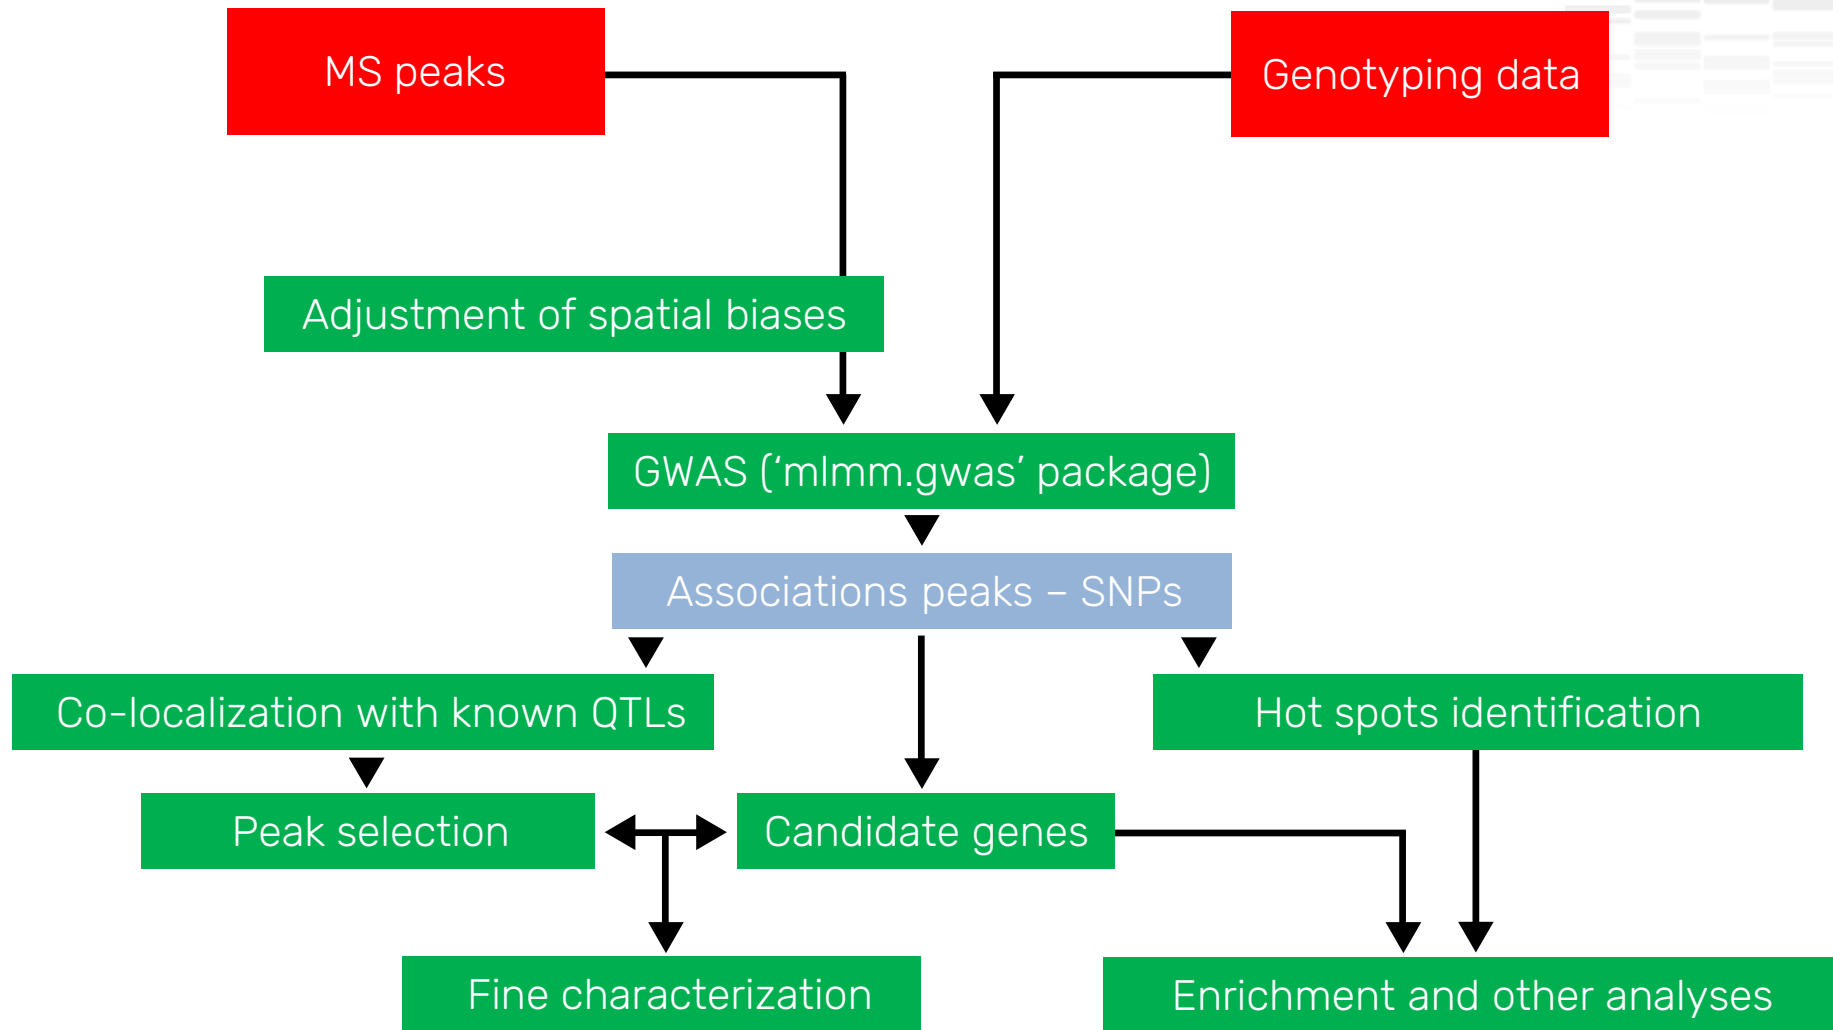 MS peaks
Genotyping data
Adjustment of spatial biases
GWAS (‘mlmm.gwas’ package)
Associations peaks – SNPs
Co-localization with known QTLs
Hot spots identification
Peak selection
Candidate genes
Fine characterization
Enrichment and other analyses